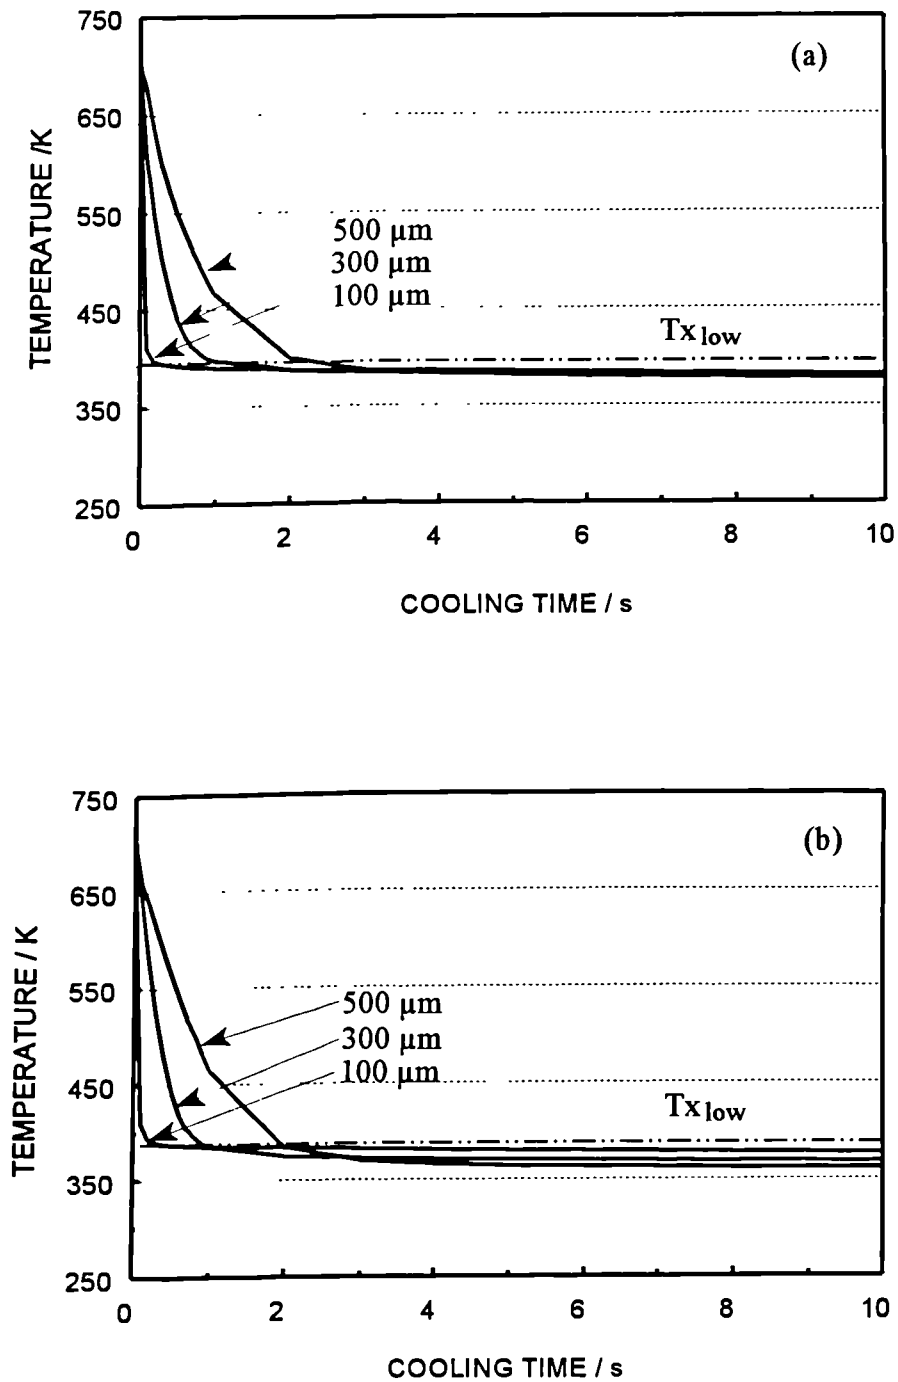 750
(a)
650
550
500 µm
300 µm
100 µm
450
Tx low
350
250
0 2 4 6 8 10
TEMPERATURE /K
COOLING TIME / s
750
(b)
650
550
500 µm
300 µm
100 µm
450
Tx low
350
250
0 2 4 6 8 10
TEMPERATURE / K
COOLING TIME / s